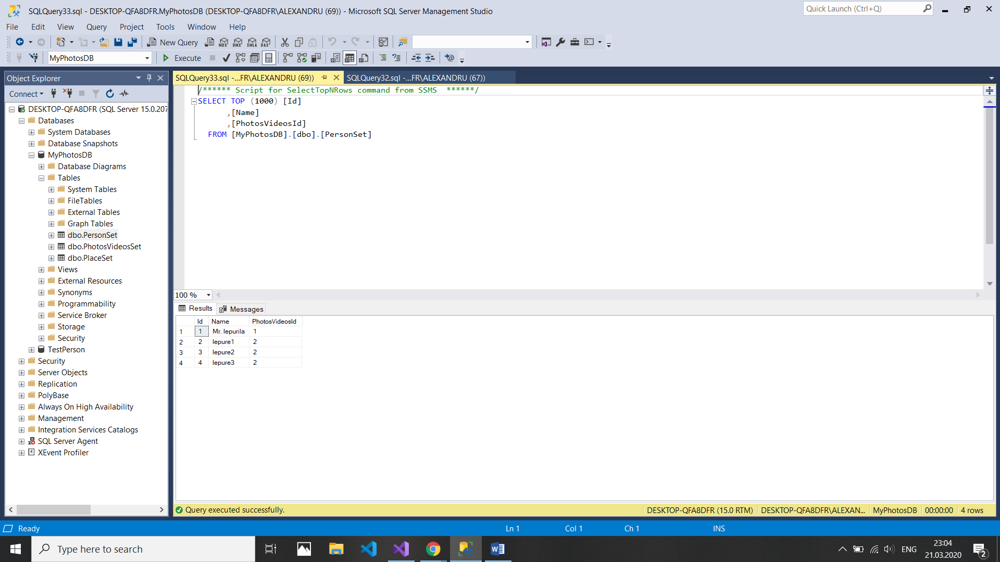 SQLQuery33.sql - DESKTOP-QFA8DFR.MyPhotosDB (DESKTOP-QFA8DFR\ALEXANDRU (69)) - Microsoft SQL Server Management Studio
Quick Launch (Ctrl+Q)
File Edit View Query Project Tools Window Help
New Query MDX DMX XMLA DAX
MyPhotosDB Execute
Object Explorer
Connect
DESKTOP-QFA8DFR (SQL Server 15.0.207
Databases
System Databases
Database Snapshots
MyPhotosDB
Database Diagrams
Tables
System Tables
FileTables
External Tables
Graph Tables
dbo.PersonSet
dbo.PhotosVideosSet
dbo.PlaceSet
Views
External Resources
Synonyms
Programmability
Service Broker
Storage
Security
TestPerson
Security
Server Objects
Replication
PolyBase
Always On High Availability
Management
Integration Services Catalogs
SQL Server Agent
XEvent Profiler
SQLQuery33.sql -...FR\ALEXANDRU (69)) SQLQuery32.sql -...FR\ALEXANDRU (67))
/****** Script for SelectTopNRows command from SSMS  ******/
SELECT TOP (1000) [Id]
,[Name]
,[PhotosVideosId]
FROM [MyPhotosDB].[dbo].[PersonSet]
100 %
Results Messages
Id Name PhotosVideosId
1 1 Mr. Iepurila 1
2 2 Iepure1 2
3 3 Iepure2 2
4 4 Iepure3 2
Query executed successfully. DESKTOP-QFA8DFR (15.0 RTM) DESKTOP-QFA8DFR\ALEXAN... MyPhotosDB 00:00:00 4 rows
Ready Ln 1 Col 1 Ch 1 INS
Type here to search ENG 23:04
21.03.2020 2